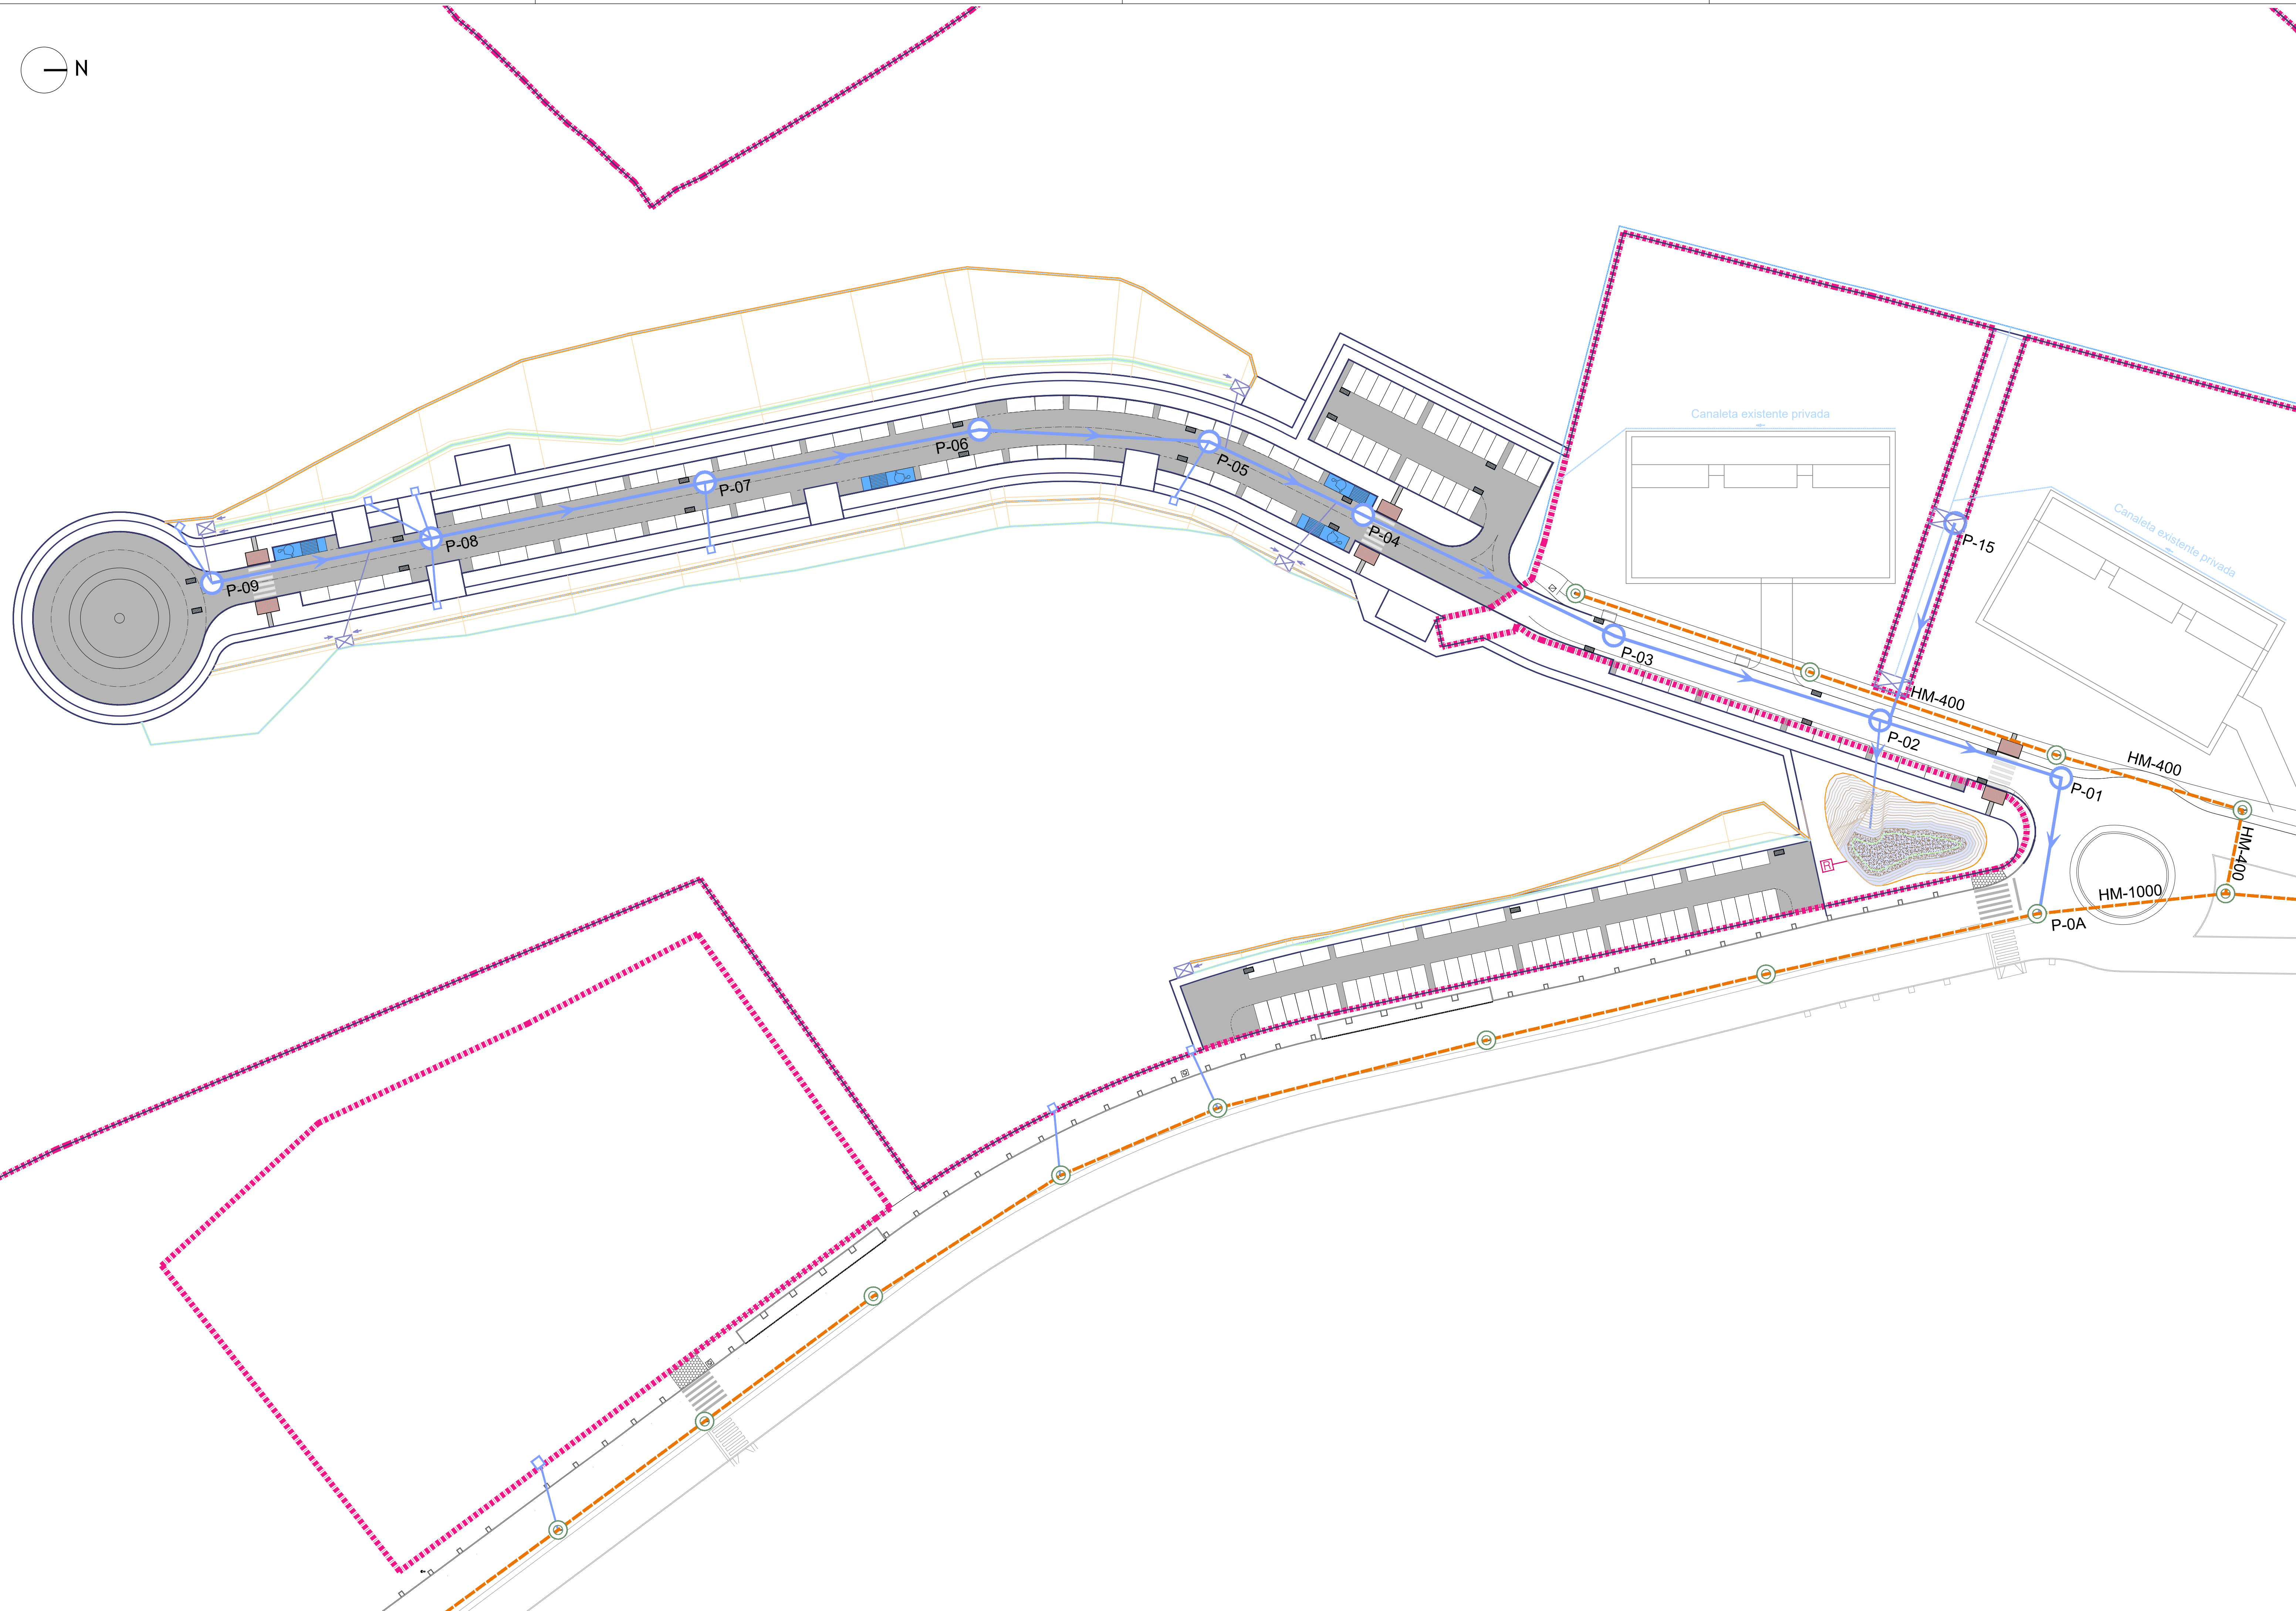 N
Canaleta existente privada
Canaleta existente privada
P-06
P-05
P-07
P-04
P-08
P-15
P-09
P-03
HM-400
P-02
HM-400
P-01
HM-400
R
HM-1000
P-0A